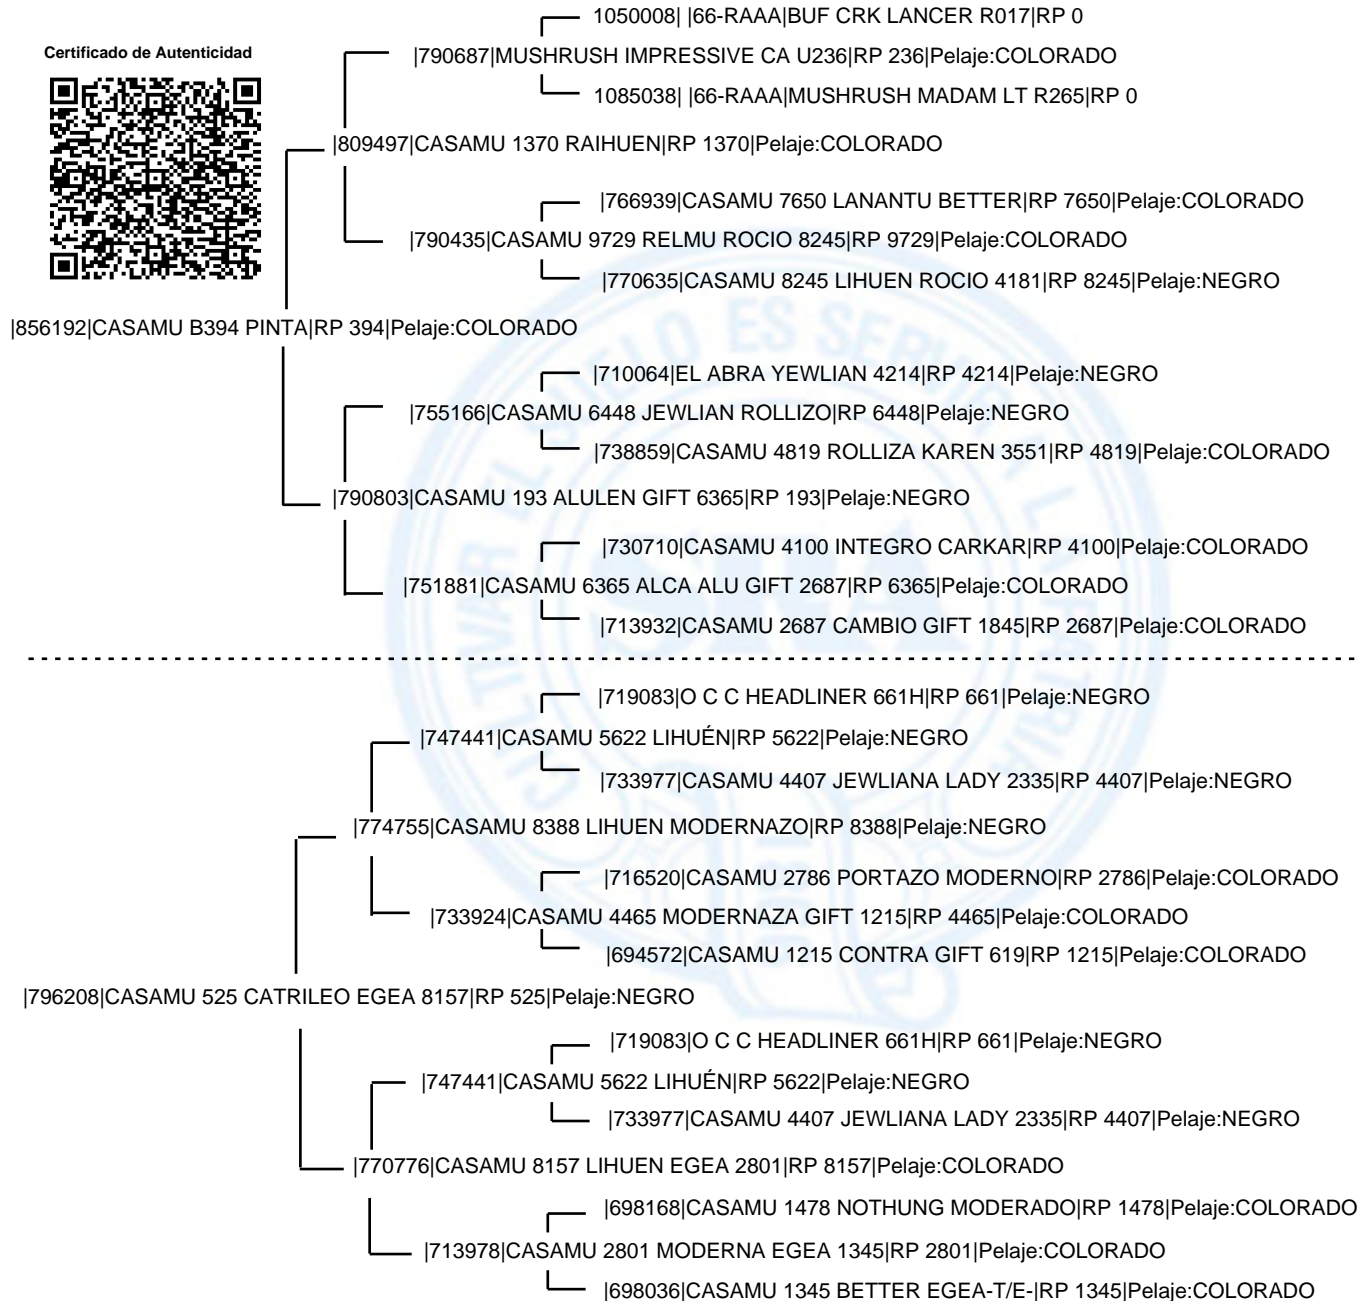 1050008| |66-RAAA|BUF CRK LANCER R017|RP 0
Certificado de Autenticidad
|790687|MUSHRUSH IMPRESSIVE CA U236|RP 236|Pelaje:COLORADO
1085038| |66-RAAA|MUSHRUSH MADAM LT R265|RP 0
|809497|CASAMU 1370 RAIHUEN|RP 1370|Pelaje:COLORADO
|766939|CASAMU 7650 LANANTU BETTER|RP 7650|Pelaje:COLORADO
|790435|CASAMU 9729 RELMU ROCIO 8245|RP 9729|Pelaje:COLORADO
|770635|CASAMU 8245 LIHUEN ROCIO 4181|RP 8245|Pelaje:NEGRO
|856192|CASAMU B394 PINTA|RP 394|Pelaje:COLORADO
|710064|EL ABRA YEWLIAN 4214|RP 4214|Pelaje:NEGRO
|755166|CASAMU 6448 JEWLIAN ROLLIZO|RP 6448|Pelaje:NEGRO
|738859|CASAMU 4819 ROLLIZA KAREN 3551|RP 4819|Pelaje:COLORADO
|790803|CASAMU 193 ALULEN GIFT 6365|RP 193|Pelaje:NEGRO
|730710|CASAMU 4100 INTEGRO CARKAR|RP 4100|Pelaje:COLORADO
|751881|CASAMU 6365 ALCA ALU GIFT 2687|RP 6365|Pelaje:COLORADO
|713932|CASAMU 2687 CAMBIO GIFT 1845|RP 2687|Pelaje:COLORADO
|719083|O C C HEADLINER 661H|RP 661|Pelaje:NEGRO
|747441|CASAMU 5622 LIHUÉN|RP 5622|Pelaje:NEGRO
|733977|CASAMU 4407 JEWLIANA LADY 2335|RP 4407|Pelaje:NEGRO
|774755|CASAMU 8388 LIHUEN MODERNAZO|RP 8388|Pelaje:NEGRO
|716520|CASAMU 2786 PORTAZO MODERNO|RP 2786|Pelaje:COLORADO
|733924|CASAMU 4465 MODERNAZA GIFT 1215|RP 4465|Pelaje:COLORADO
|694572|CASAMU 1215 CONTRA GIFT 619|RP 1215|Pelaje:COLORADO
|796208|CASAMU 525 CATRILEO EGEA 8157|RP 525|Pelaje:NEGRO
|719083|O C C HEADLINER 661H|RP 661|Pelaje:NEGRO
|747441|CASAMU 5622 LIHUÉN|RP 5622|Pelaje:NEGRO
|733977|CASAMU 4407 JEWLIANA LADY 2335|RP 4407|Pelaje:NEGRO
|770776|CASAMU 8157 LIHUEN EGEA 2801|RP 8157|Pelaje:COLORADO
|698168|CASAMU 1478 NOTHUNG MODERADO|RP 1478|Pelaje:COLORADO
|713978|CASAMU 2801 MODERNA EGEA 1345|RP 2801|Pelaje:COLORADO
|698036|CASAMU 1345 BETTER EGEA-T/E-|RP 1345|Pelaje:COLORADO
CULTIVAR EL SUELO ES SERVIR A LA PATRIA
SRA